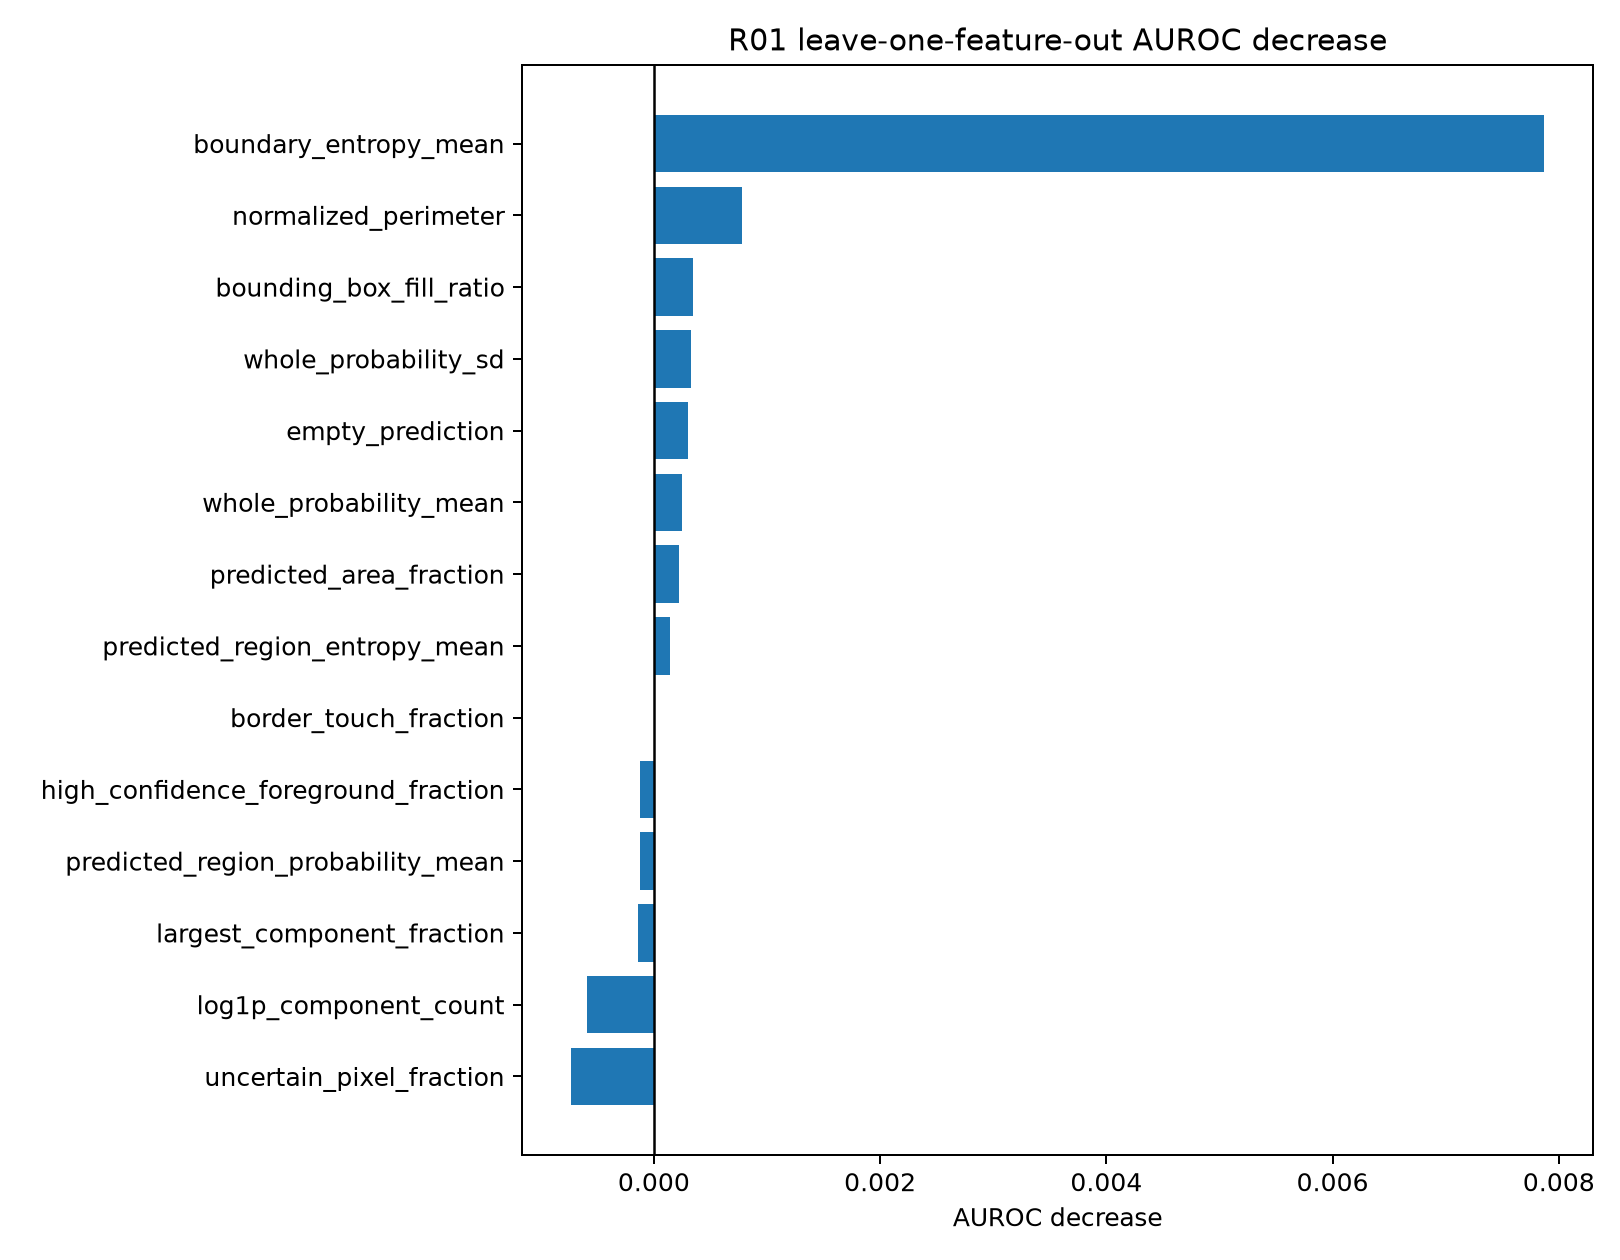 R01 leave-one-feature-out AUROC decrease
boundary_entropy_mean
normalized_perimeter
bounding_box_fill_ratio
whole_probability_sd
empty_prediction
whole_probability_mean
predicted_area_fraction
predicted_region_entropy_mean
border_touch_fraction
high_confidence_foreground_fraction
predicted_region_probability_mean
largest_component_fraction
log1p_component_count
uncertain_pixel_fraction
0.000 0.002 0.004 0.006 0.008
AUROC decrease